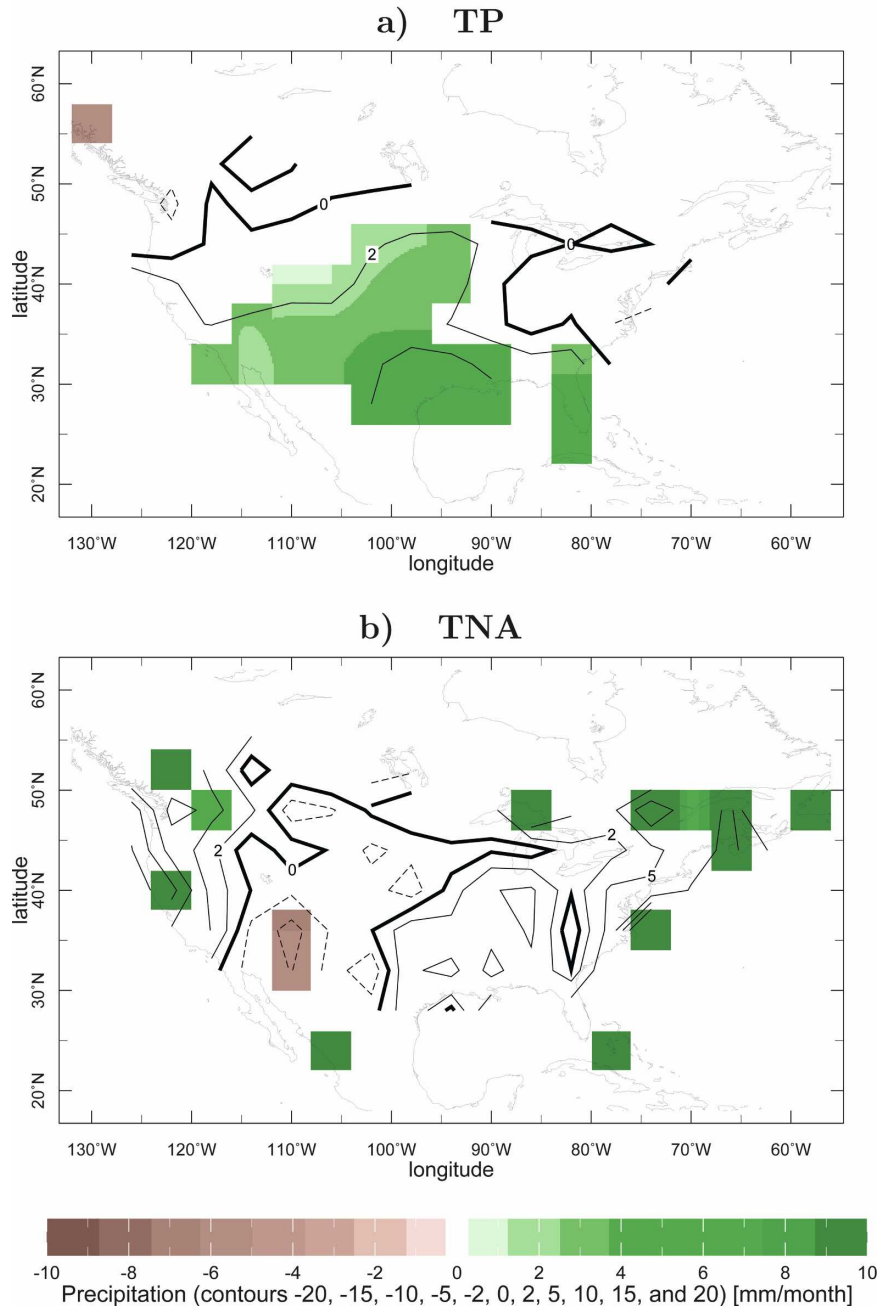 a) TP
60°N
50°N
40°N
30°N
20°N
latitude
0
2
0
130°W 120°W 110°W 100°W 90°W 80°W 70°W 60°W
longitude
b) TNA
60°N
50°N
40°N
30°N
20°N
latitude
2
0
2
5
130°W 120°W 110°W 100°W 90°W 80°W 70°W 60°W
longitude
-10 -8 -6 -4 -2 0 2 4 6 8 10
Precipitation (contours -20, -15, -10, -5, -2, 0, 2, 5, 10, 15, and 20) [mm/month]